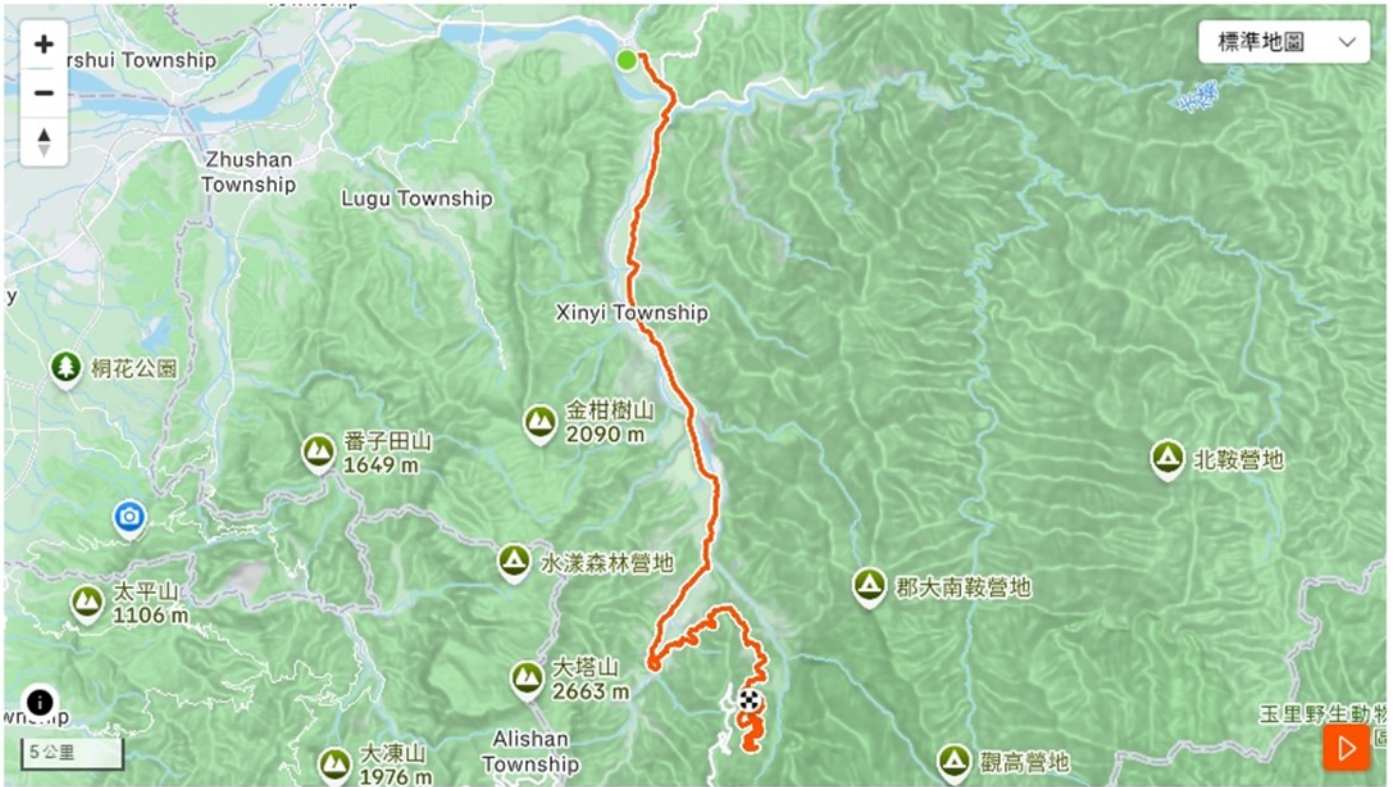 +
標準地圖
rshui Township
−
Zhushan
Township
Lugu Township
y
Xinyi Township
桐花公園
金柑樹山
2090 m
番子田山
1649 m
北鞍營地
水漾森林營地
太平山
1106 m
郡大南鞍營地
大塔山
2663 m
i
wnship
玉里野生動物
區
5公里
Alishan
Township
大凍山
1976 m
觀高營地